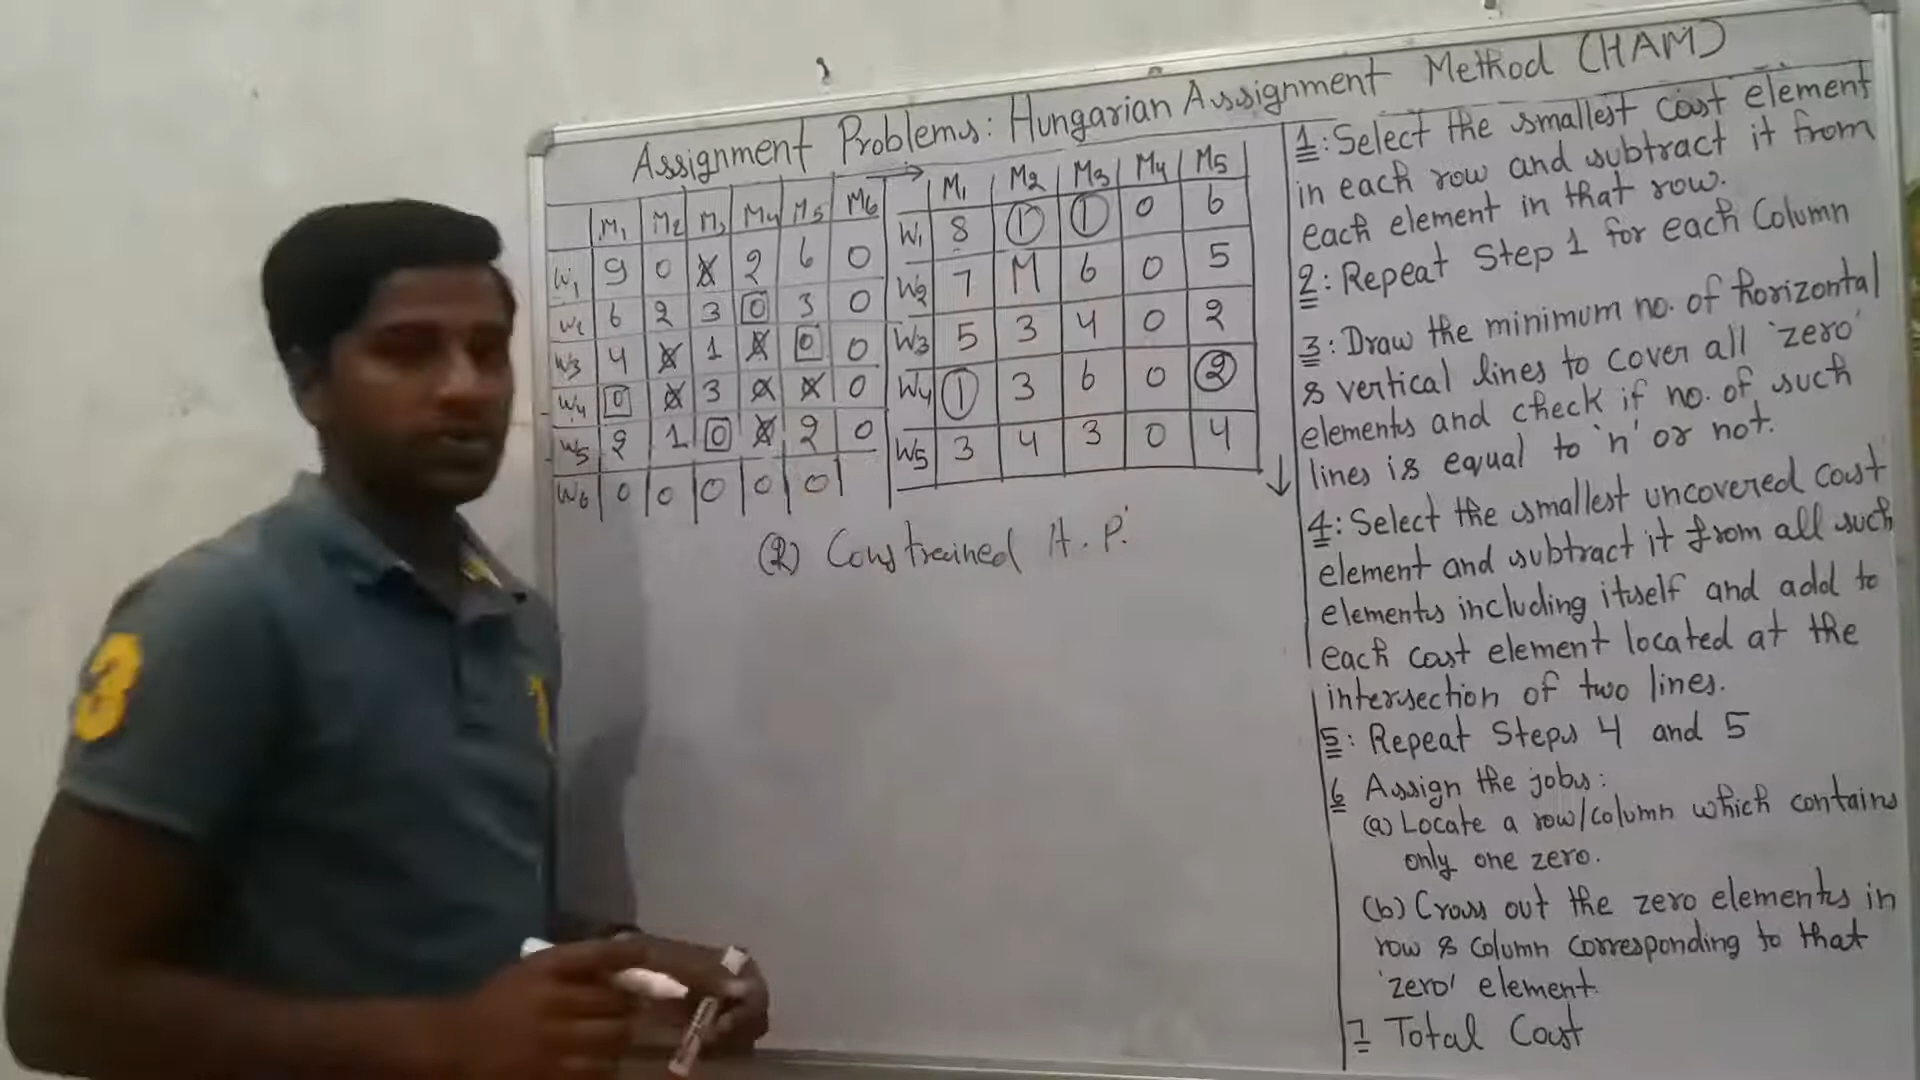 Assignment Problems: Hungarian Assignment Method (HAM)
M1 M2 M3 M4 M5 M6
W1 9 0 X 2 6 0
W2 6 2 3 0 3 0
W3 4 X 1 X 0 0
W4 0 X 3 X X 0
W5 2 1 0 X 2 0
W6 0 0 0 0 0
M1 M2 M3 M4 M5
W1 8 1 1 0 6
W2 7 M 6 0 5
W3 5 3 4 0 2
W4 1 3 6 0 2
W5 3 4 3 0 4
(2) Constrained A.P.
1: Select the smallest cost element
in each row and subtract it from
each element in that row.
2: Repeat Step 1 for each Column
3: Draw the minimum no. of horizontal
& vertical lines to cover all 'zero'
elements and check if no. of such
lines is equal to 'n' or not.
4: Select the smallest uncovered cost
element and subtract it from all such
elements including itself and add to
each cost element located at the
intersection of two lines.
5: Repeat Steps 4 and 5
6 Assign the jobs:
(a) Locate a row/column which contains
only one zero.
(b) Cross out the zero elements in
row & column corresponding to that
'zero' element.
7 Total Cost
3